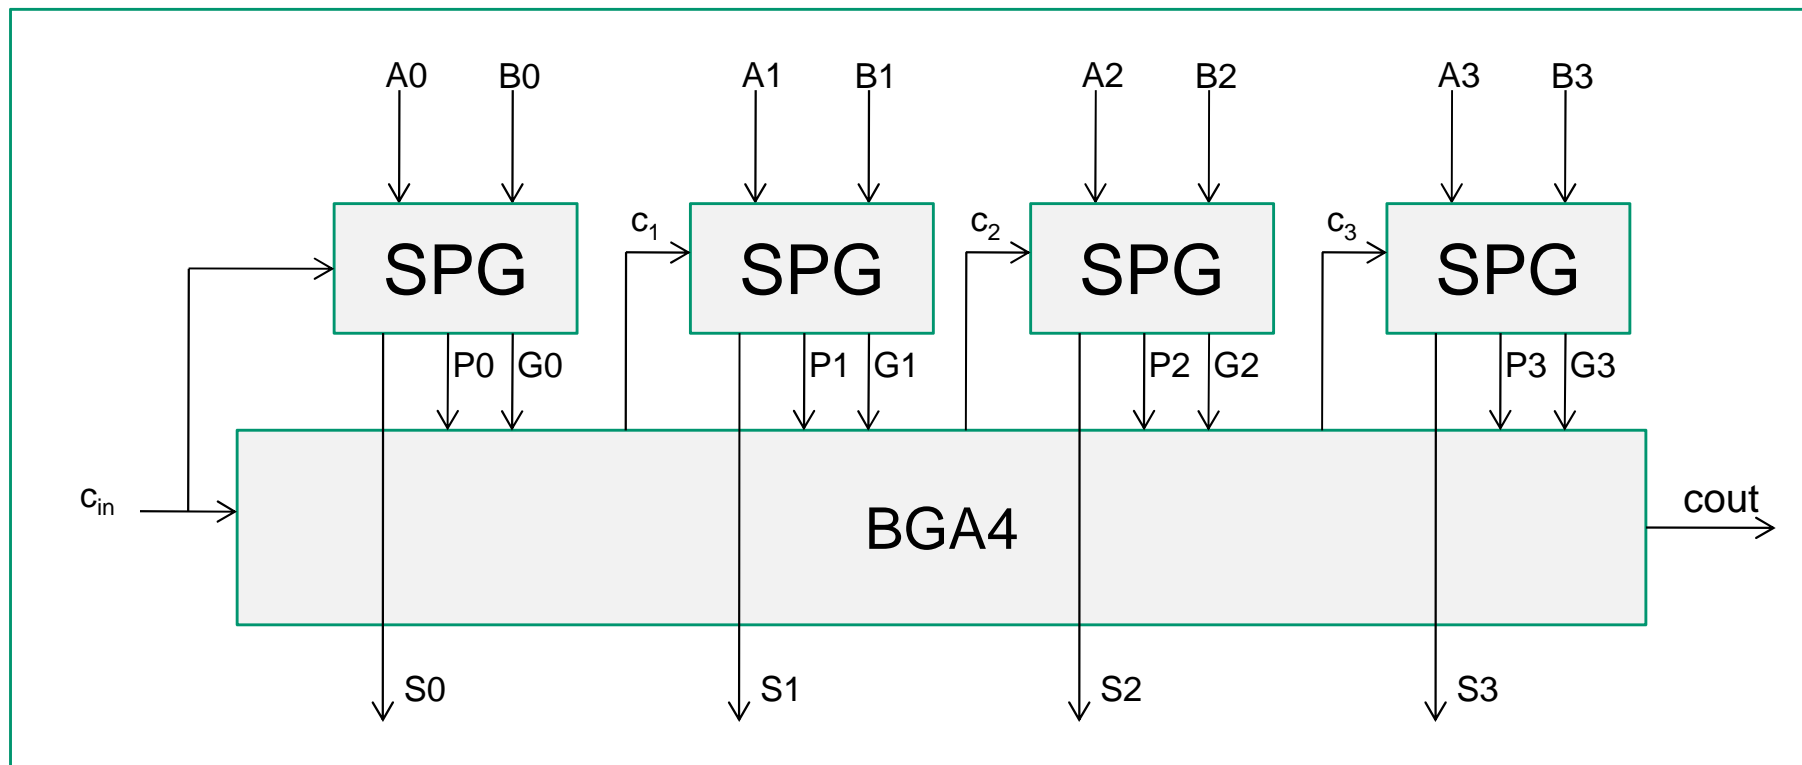 A0 B0 A1 B1 A2 B2 A3 B3
c1 c2 c3
SPG SPG SPG SPG
P0 G0 P1 G1 P2 G2 P3 G3
cin cout
BGA4
S0 S1 S2 S3